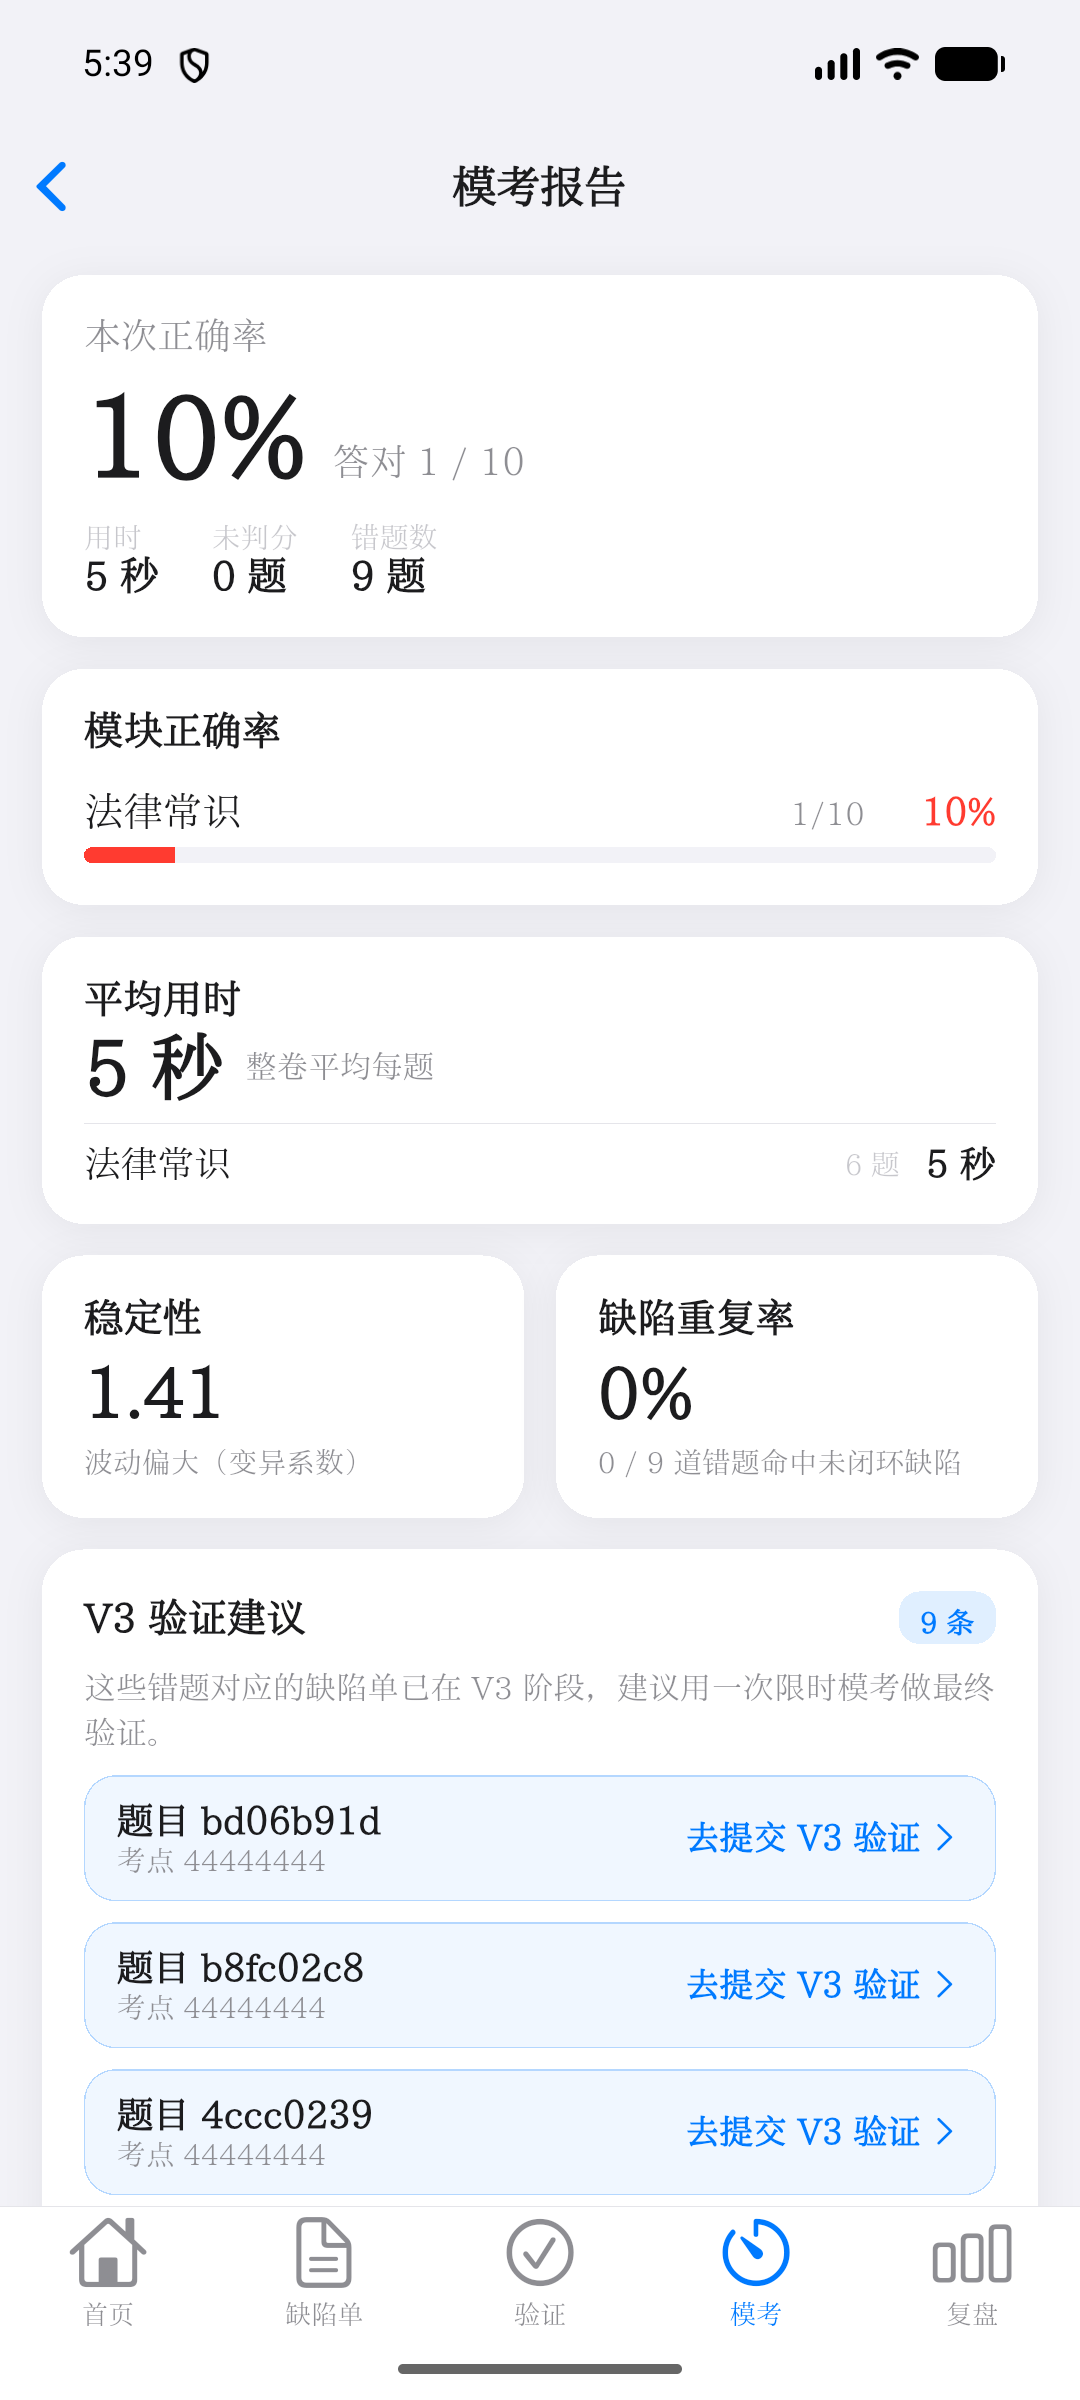 5:39
模考报告
本次正确率
10% 答对 1 / 10
用时 未判分 错题数
5 秒 0 题 9 题
模块正确率
法律常识 1/10 10%
平均用时
5 秒 整卷平均每题
法律常识 6 题 5 秒
稳定性
1.41
波动偏大（变异系数）
缺陷重复率
0%
0 / 9 道错题命中未闭环缺陷
V3 验证建议 9 条
这些错题对应的缺陷单已在 V3 阶段，建议用一次限时模考做最终
验证。
题目 bd06b91d
考点 44444444
去提交 V3 验证
题目 b8fc02c8
考点 44444444
去提交 V3 验证
题目 4ccc0239
考点 44444444
去提交 V3 验证
首页 缺陷单 验证 模考 复盘